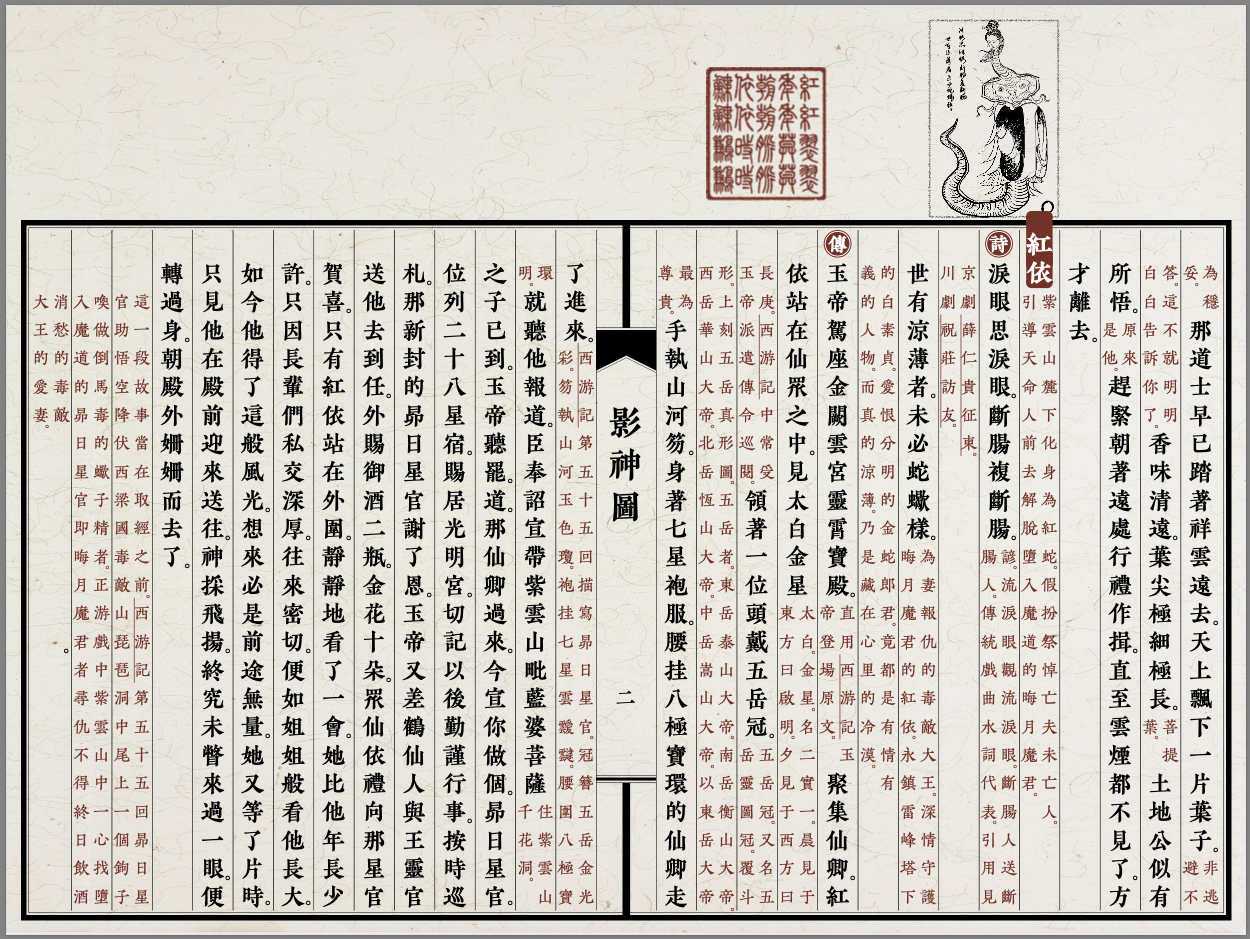 為穩
妥。
那道士早已踏著祥雲遠去。天上飄下一片葉子。
非逃
避不
答。這不就明明
白白告訴你了。
香味清遠。葉尖極細極長。
菩提
葉。
土地公似有
所悟。
原來
是他。
趕緊朝著遠處行禮作揖。直至雲煙都不見了。方
才離去。
紅依
紫雲山麓下化身為紅蛇。假扮祭悼亡夫未亡人。
引導天命人前去解脫墮入魔道的晦月魔君。
詩
淚眼思淚眼。斷腸複斷腸。
諺。流淚眼觀流淚眼。斷腸人送斷
腸人。傳統戲曲水詞代表。引用見
京劇薛仁貴征東。
川劇祝莊訪友。
世有涼薄者。未必蛇蠍樣。
為妻報仇的毒敵大王。深情守護
晦月魔君的紅依。永鎮雷峰塔下
的白素貞。愛恨分明的金蛇郎君。竟都是有情有
義的人物。而真的涼薄。乃是藏在心里的冷漠。
傳
玉帝駕座金闕雲宮靈霄寶殿。
直用西游記玉
帝登場原文。
聚集仙卿。紅
依站在仙眾之中。見太白金星
太白。金星。名二實一。晨見于
東方曰啟明。夕見于西方曰
長庚。西游記中常受
玉帝派遣傳令巡閱。
領著一位頭戴五岳冠。
五岳冠。又名五
岳靈圖冠。覆斗
形。上刻五岳真形圖。五岳者。東岳泰山大帝。南岳衡山大帝。
西岳華山大帝。北岳恆山大帝。中岳嵩山大帝。以東岳大帝
最為
尊貴。
手執山河笏。身著七星袍服。腰挂八極寶環的仙卿走
影神圖
二
了進來。
西游記第五十五回描寫昴日星官。冠簪五岳金光
彩。笏執山河玉色瓊。袍挂七星雲靉靆。腰圍八極寶
環
明。
就聽他報道。臣奉詔宣帶紫雲山毗藍婆菩薩
住紫雲山
千花洞。
之子已到。玉帝聽罷。道。那仙卿過來。今宣你做個。昴日星官。
位列二十八星宿。賜居光明宮。切記以後勤謹行事。按時巡
札。那新封的昴日星官謝了恩。玉帝又差鶴仙人與王靈官
送他去到任。外賜御酒二瓶。金花十朵。眾仙依禮向那星官
賀喜。只有紅依站在外圍。靜靜地看了一會。她比他年長少
許。只因長輩們私交深厚。往來密切。便如姐姐般看他長大。
如今他得了這般風光。想來必是前途無量。她又等了片時。
只見他在殿前迎來送往。神採飛揚。終究未瞥來過一眼。便
轉過身。朝殿外姍姍而去了。
這一段故事當在取經之前。西游記第五十五回昴日星
官助悟空降伏西梁國毒敵山琵琶洞中尾上一個鉤子
喚做倒馬毒的蠍子精者。正游戲中紫雲山中一心找墮
入魔道的昴日星官即晦月魔君者尋仇不得終日飲酒
消愁的毒敵
大王的愛妻。
。